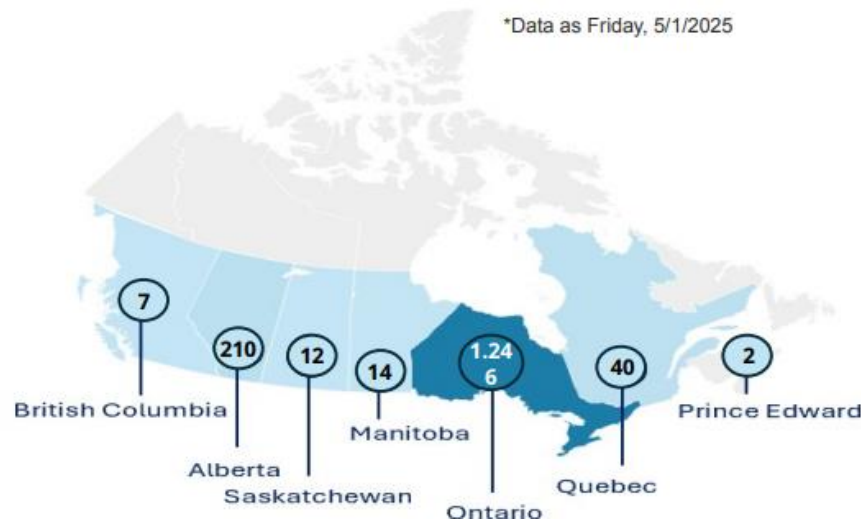 *Data as Friday, 5/1/2025
7
210
12
14
1.24
6
40
2
British Columbia
Alberta
Saskatchewan
Manitoba
Ontario
Quebec
Prince Edward